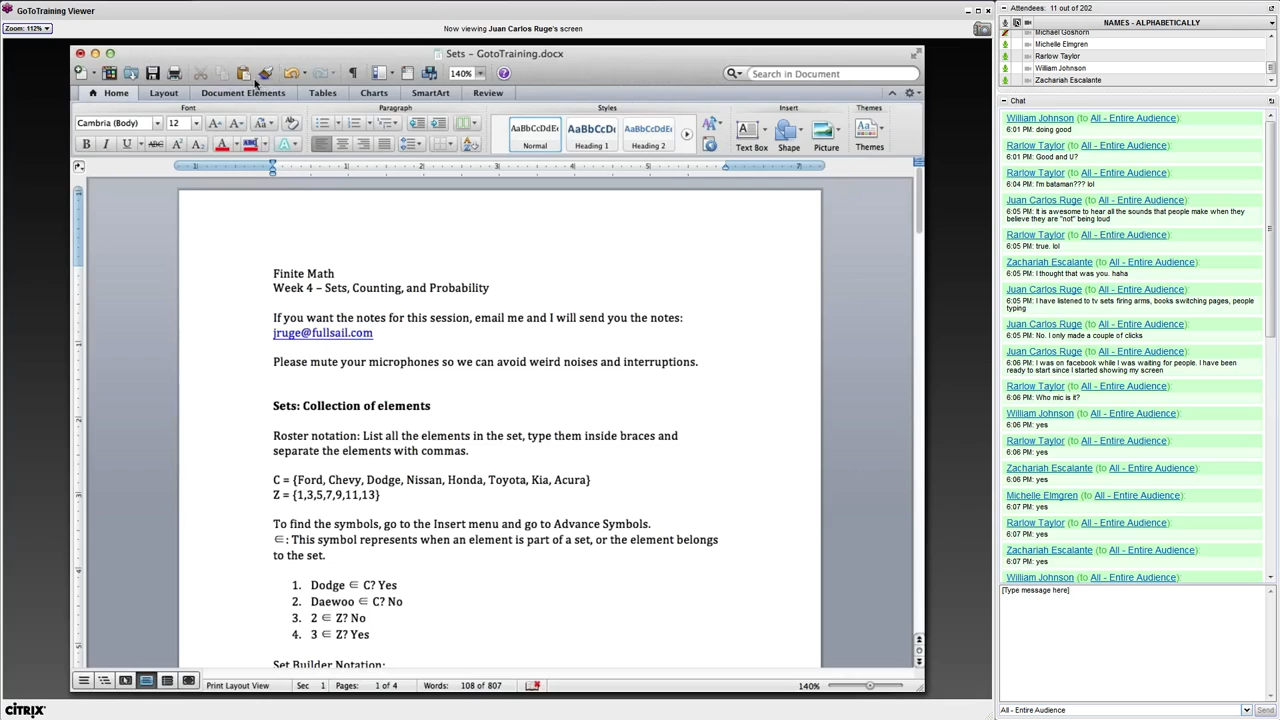 GoToTraining Viewer
Zoom: 112%
Now viewing Juan Carlos Ruge's screen
Sets – GototTraining.docx
140%
Search in Document
Home
Layout
Document Elements
Tables
Charts
SmartArt
Review
Font
Paragraph
Styles
Insert
Themes
Cambria (Body)
12
AaBbCcDdEe
Normal
AaBbCcDc
Heading 1
AaBbCcDdEe
Heading 2
Text Box
Shape
Picture
Themes
Finite Math
Week 4 – Sets, Counting, and Probability
If you want the notes for this session, email me and I will send you the notes:
jruge@fullsail.com
Please mute your microphones so we can avoid weird noises and interruptions.
Sets: Collection of elements
Roster notation: List all the elements in the set, type them inside braces and
separate the elements with commas.
C = {Ford, Chevy, Dodge, Nissan, Honda, Toyota, Kia, Acura}
Z = {1,3,5,7,9,11,13}
To find the symbols, go to the Insert menu and go to Advance Symbols.
∈: This symbol represents when an element is part of a set, or the element belongs
to the set.
1. Dodge ∈ C? Yes
2. Daewoo ∈ C? No
3. 2 ∈ Z? No
4. 3 ∈ Z? Yes
Set Builder Notation:
Print Layout View
Sec 1
Pages: 1 of 4
Words: 108 of 807
140%
CITRIX
Attendees: 11 out of 202
NAMES - ALPHABETICALLY
Michael Goshorn
Michelle Elmgren
Rarlow Taylor
William Johnson
Zachariah Escalante
Chat
William Johnson (to All - Entire Audience):
6:01 PM: doing good
Rarlow Taylor (to All - Entire Audience):
6:01 PM: Good and U?
Rarlow Taylor (to All - Entire Audience):
6:04 PM: I'm bataman??? lol
Juan Carlos Ruge (to All - Entire Audience):
6:05 PM: It is awesome to hear all the sounds that people make when they
believe they are "not" being loud
Rarlow Taylor (to All - Entire Audience):
6:05 PM: true. lol
Zachariah Escalante (to All - Entire Audience):
6:05 PM: I thought that was you. haha
Juan Carlos Ruge (to All - Entire Audience):
6:05 PM: I have listened to tv sets firing arms, books switching pages, people
typing
Juan Carlos Ruge (to All - Entire Audience):
6:05 PM: No. I only made a couple of clicks
Juan Carlos Ruge (to All - Entire Audience):
6:06 PM: I was on facebook while I was waiting for people. I have been
ready to start since I started showing my screen
Rarlow Taylor (to All - Entire Audience):
6:06 PM: Who mic is it?
William Johnson (to All - Entire Audience):
6:06 PM: yes
Rarlow Taylor (to All - Entire Audience):
6:06 PM: yes
Zachariah Escalante (to All - Entire Audience):
6:06 PM: yes
Michelle Elmgren (to All - Entire Audience):
6:07 PM: yes
Rarlow Taylor (to All - Entire Audience):
6:07 PM: yes
Zachariah Escalante (to All - Entire Audience):
6:07 PM: yes
William Johnson (to All - Entire Audience):
[Type message here]
All - Entire Audience
Send